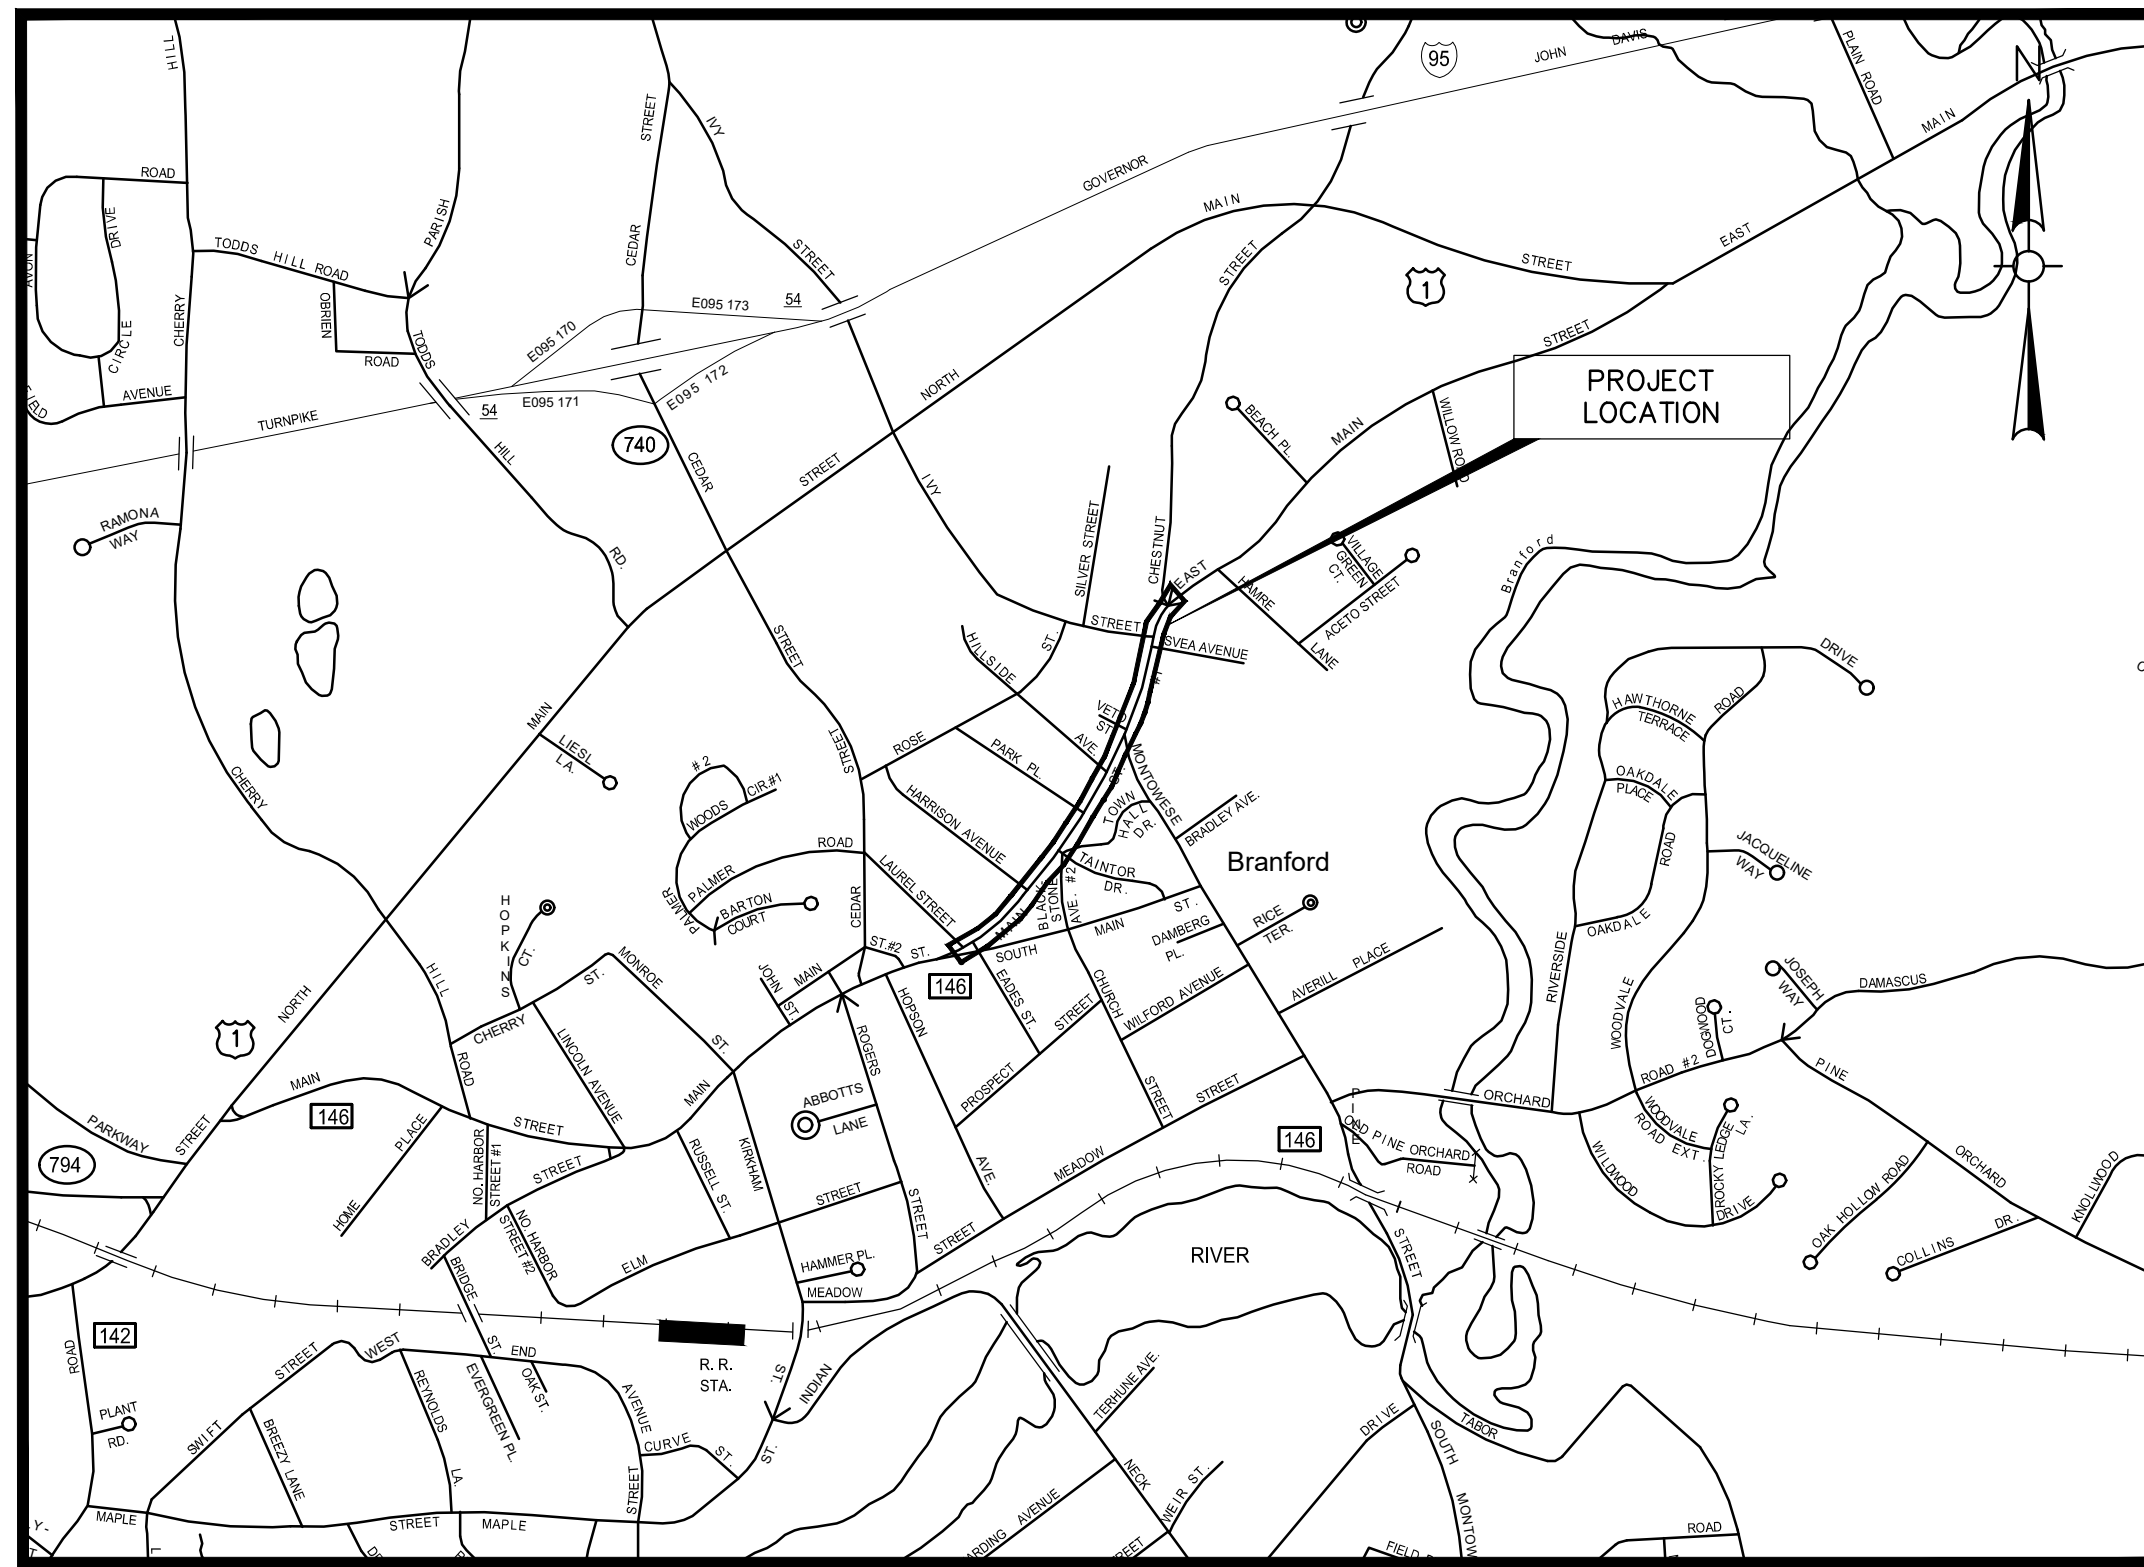 HILL
95
JOHN
DAVIS
PLAIN ROAD
N
MAIN
STREET
IVY
GOVERNOR
ROAD
DRIVE
PARISH
CEDAR
STREET
MAIN
STREET
EAST
STREET
TODDS
HILL ROAD
AVON
OBRIEN
CHERRY
CIRCLE
TODDS
ROAD
E095 170
E095 173
54
1
STREET
PROJECT
LOCATION
AVENUE
TURNPIKE
54
E095 171
E095 172
NORTH
740
HILL
CEDAR
STREET
IVY
BEACH PL.
MAIN
WILLOW ROAD
RAMONA
WAY
RD.
SILVER STREET
CHESTNUT
EAST
VILLAGE
GREEN
CT.
HAMRE
LANE
ACETO STREET
Branford
STREET
HILLSIDE
AVE.
ST.
STREET
SVEA AVENUE
#1
DRIVE
HAWTHORNE
TERRACE
ROAD
MAIN
LIESL
LA.
STREET
ROSE
PARK PL.
VETO
ST.
ST.
MONTOWESE
CHERRY
#2
WOODS
CIR.#1
HARRISON AVENUE
TOWN
HALL
DR.
BRADLEY AVE.
OAKDALE
PLACE
ROAD
JACQUELINE
WAY
Branford
PALMER
ROAD
PALMER
BARTON
COURT
CEDAR
LAUREL STREET
TAINTOR
DR.
BLACK-
STONE
AVE. #2
MAIN
HOPKINS
CT.
ST.#2
ST.
SOUTH
MAIN
ST.
DAMBERG
PL.
RICE
TER.
OAKDALE
RIVERSIDE
WOODVALE
HILL
MONROE
ST.
ST.
JOHN
ST.
MAIN
146
HOPSON
EADES ST.
CHURCH
WILFORD AVENUE
AVERILL PLACE
JOSEPH
WAY
DAMASCUS
DOGWOOD
CT.
NORTH
1
CHERRY
ROAD
LINCOLN AVENUE
ROGERS
PROSPECT
STREET
STREET
MAIN
146
MAIN
ABBOTTS
LANE
STREET
PINE
ORCHARD
ROAD #2
PINE
ORCHARD
PARKWAY
STREET
PLACE
HOME
STREET
NO. HARBOR
STREET #1
RUSSELL ST.
KIRKHAM
MEADOW
146
OLD PINE ORCHARD
ROAD
WOODVALE
ROAD EXT.
ROCKY LEDGE
LA.
WILDWOOD
DRIVE
OAK HOLLOW ROAD
COLLINS
DR.
KNOLLWOOD
794
STREET
BRADLEY
NO. HARBOR
STREET #2
STREET
ELM
STREET
AVE.
STREET
HAMMER PL.
MEADOW
BRIDGE
ST.
RIVER
STREET
142
ROAD
STREET
WEST
END
R. R.
STA.
ST.
INDIAN
PLANT
RD.
SWIFT
BREEZY LANE
REYNOLDS
LA.
EVERGREEN PL.
OAK ST.
AVENUE
CURVE
ST.
ST.
TERHUNE AVE.
NECK
DRIVE
SOUTH
TABOR
MAPLE
STREET
MAPLE
STREET
AVENUE
WEIR ST.
MONTOW
FIELD
ROAD